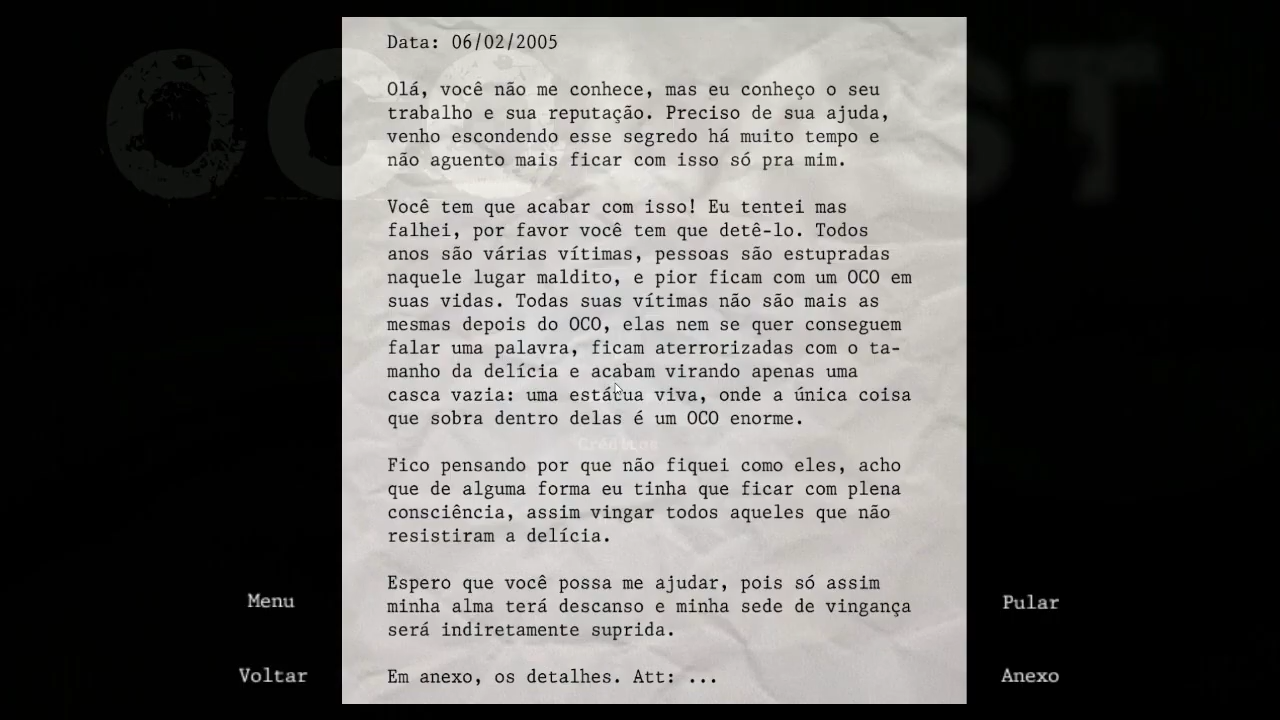 OCO
ST
Data: 06/02/2005
Olá, você não me conhece, mas eu conheço o seu
trabalho e sua reputação. Preciso de sua ajuda,
venho escondendo esse segredo há muito tempo e
não aguento mais ficar com isso só pra mim.
Você tem que acabar com isso! Eu tentei mas
falhei, por favor você tem que detê-lo. Todos
anos são várias vítimas, pessoas são estupradas
naquele lugar maldito, e pior ficam com um OCO em
suas vidas. Todas suas vítimas não são mais as
mesmas depois do OCO, elas nem se quer conseguem
falar uma palavra, ficam aterrorizadas com o ta-
manho da delícia e acabam virando apenas uma
casca vazia: uma estátua viva, onde a única coisa
que sobra dentro delas é um OCO enorme.
Créditos
Fico pensando por que não fiquei como eles, acho
que de alguma forma eu tinha que ficar com plena
consciência, assim vingar todos aqueles que não
resistiram a delícia.
Espero que você possa me ajudar, pois só assim
minha alma terá descanso e minha sede de vingança
será indiretamente suprida.
Em anexo, os detalhes. Att: ...
Menu
Pular
Voltar
Anexo